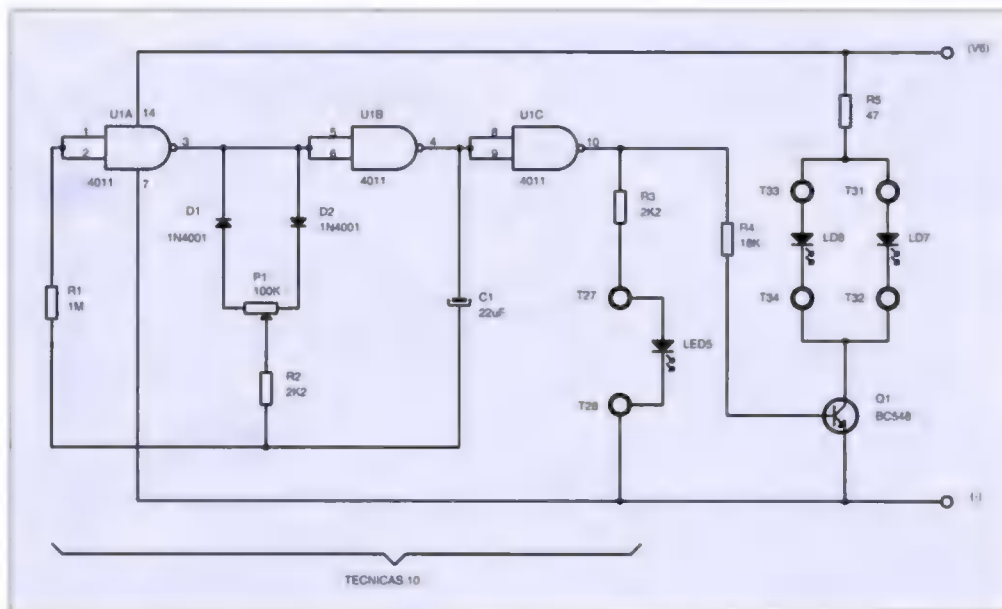 (V6)
U1A
14
1
2
3
7
4011
U1B
5
6
4
4011
U1C
8
9
10
4011
R5
47
D1
1N4001
D2
1N4001
R3
2K2
R4
18K
T33
T31
LD8
LD7
T34
T32
R1
1M
P1
100K
C1
22uF
T27
LED5
T28
R2
2K2
Q1
BC548
(-)
TECNICAS 10